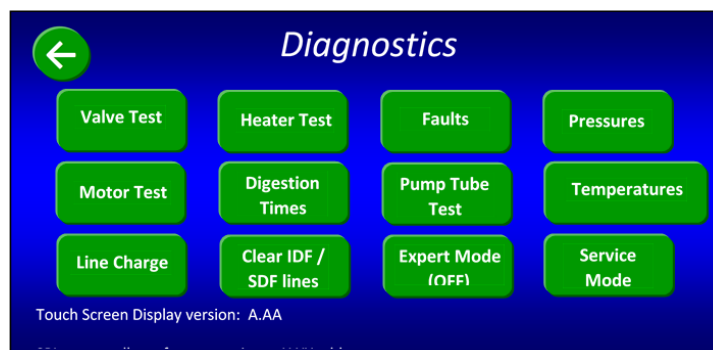 Diagnostics
Valve Test
Heater Test
Faults
Pressures
Motor Test
Digestion
Times
Pump Tube
Test
Temperatures
Line Charge
Clear IDF /
SDF lines
Expert Mode
(OFF)
Service
Mode
Touch Screen Display version: A.AA